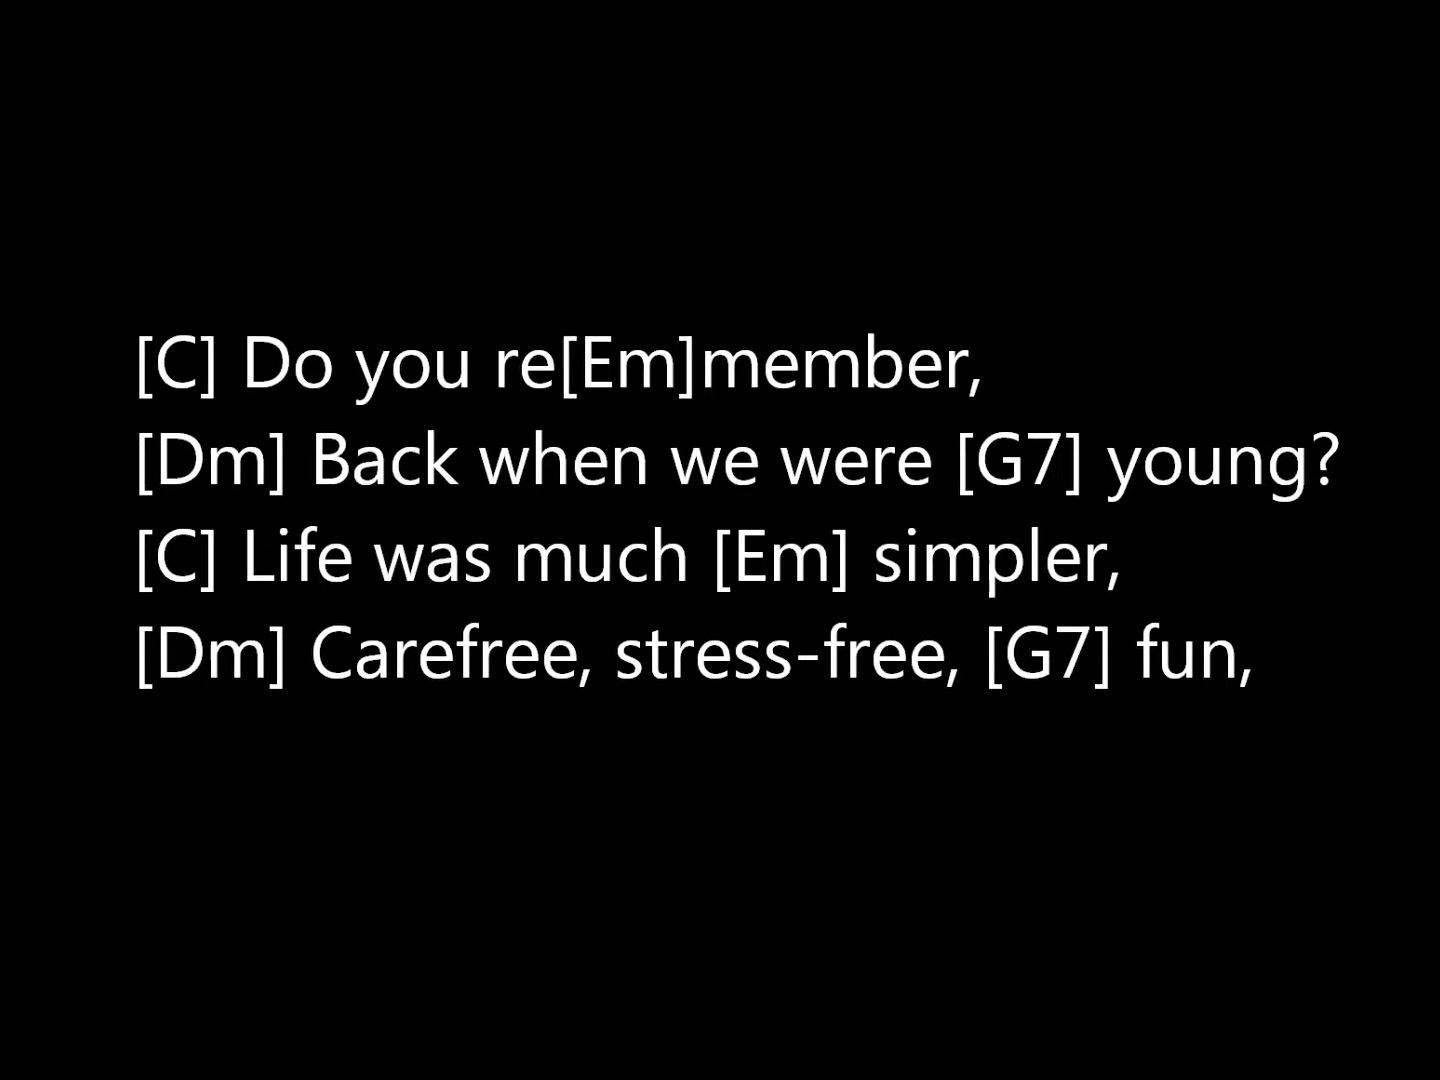 [C] Do you re[Em]member,
[Dm] Back when we were [G7] young?
[C] Life was much [Em] simpler,
[Dm] Carefree, stress-free, [G7] fun,